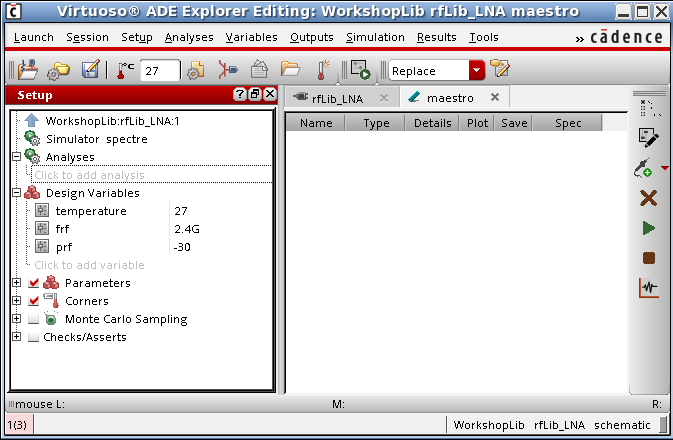 Virtuoso® ADE Explorer Editing: WorkshopLib rfLib_LNA maestro
Launch Session Setup Analyses Variables Outputs Simulation Results Tools » cādence
°C 27 Replace
Setup
rfLib_LNA maestro
WorkshopLib:rfLib_LNA:1
Name Type Details Plot Save Spec
Simulator spectre
Analyses
Click to add analysis
Design Variables
temperature 27
frf 2.4G
prf -30
Click to add variable
Parameters
Corners
Monte Carlo Sampling
Checks/Asserts
mouse L: M: R:
1(3) WorkshopLib rfLib_LNA schematic